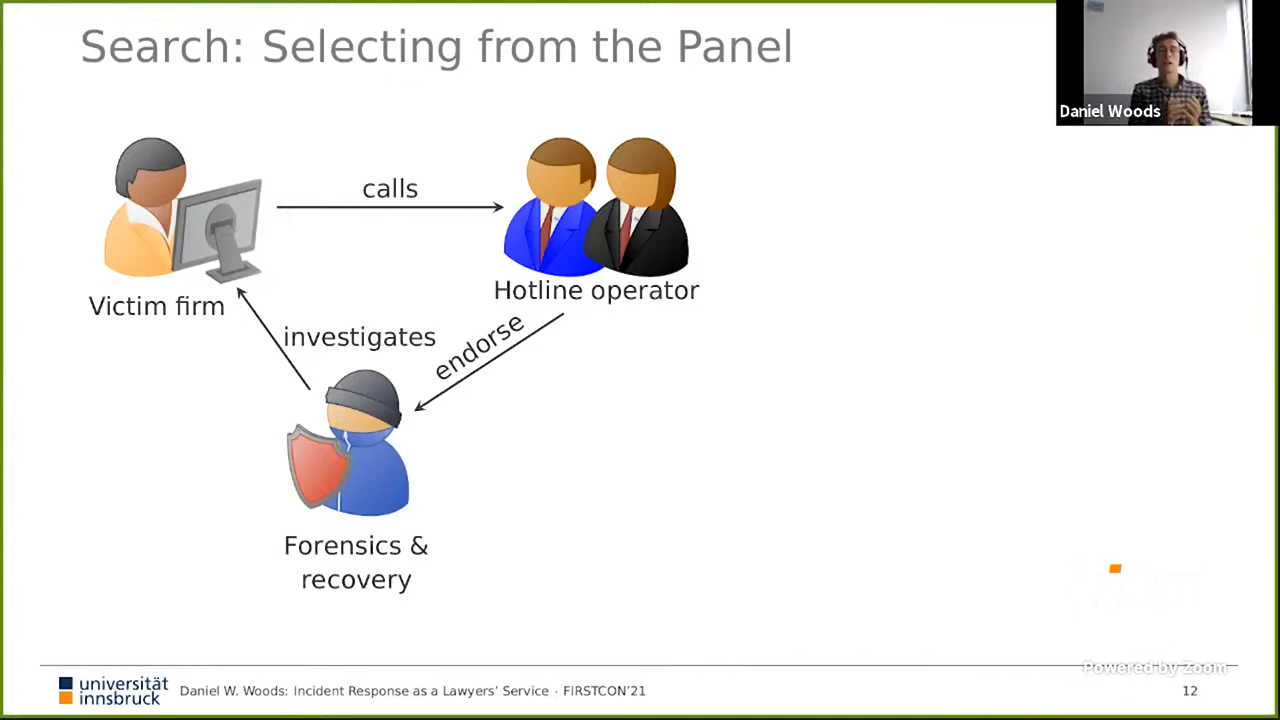 Search: Selecting from the Panel
Daniel Woods
calls
Victim firm
Hotline operator
investigates
endorse
Forensics &
recovery
Powered by Zoom
universität
innsbruck
Daniel W. Woods: Incident Response as a Lawyers' Service · FIRSTCON'21
12